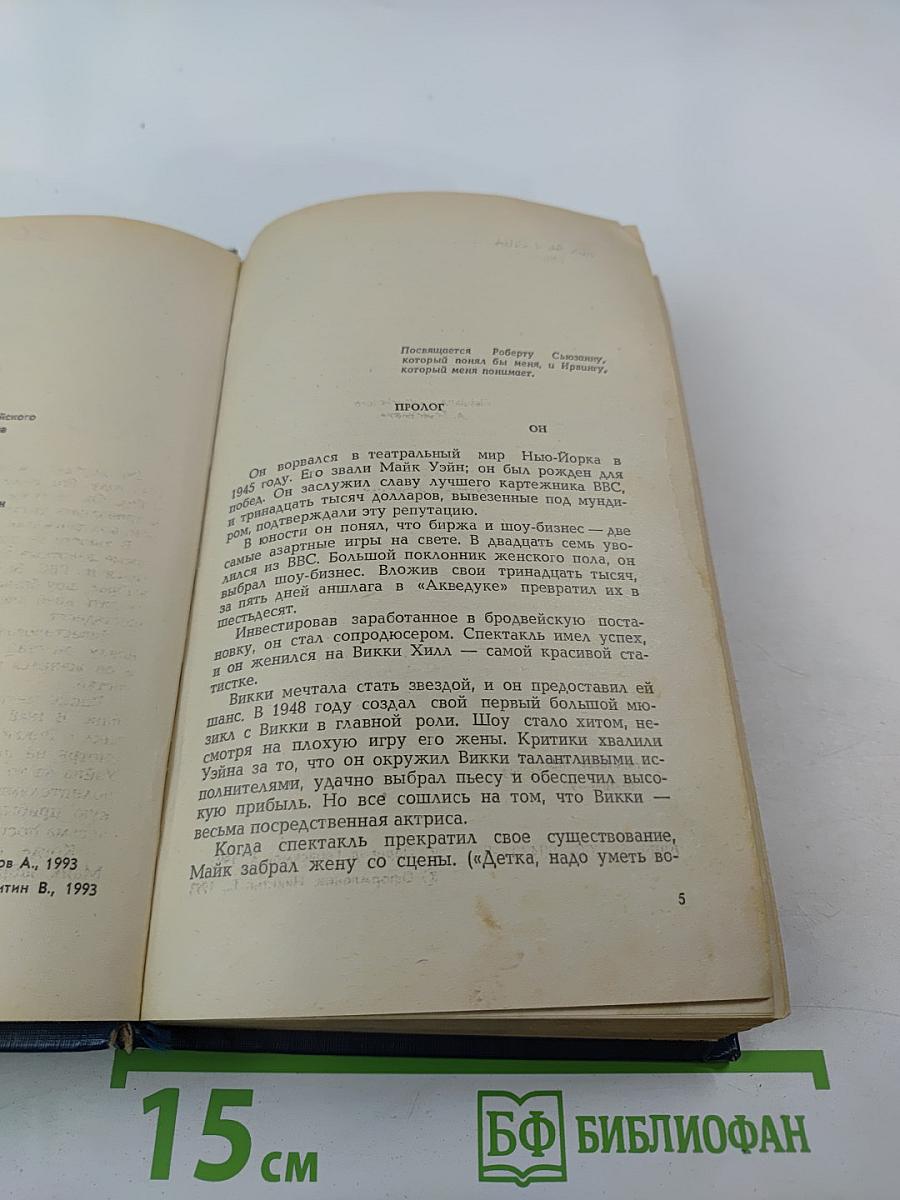 йского
ов А., 1993
итин В., 1993
Посвящается Роберту Сьюзанну,
который понял бы меня, и Ирвингу,
который меня понимает.
ПРОЛОГ
ОН
Он ворвался в театральный мир Нью-Йорка в
1945 году. Его звали Майк Уэйн; он был рожден для
побед. Он заслужил славу лучшего картежника ВВС,
и тринадцать тысяч долларов, вывезенные под мунди-
ром, подтверждали эту репутацию.
В юности он понял, что биржа и шоу-бизнес — две
самые азартные игры на свете. В двадцать семь уво-
лился из ВВС. Большой поклонник женского пола, он
выбрал шоу-бизнес. Вложив свои тринадцать тысяч,
за пять дней аншлага в «Акведуке» превратил их в
шестьдесят.
Инвестировав заработанное в бродвейскую поста-
новку, он стал сопродюсером. Спектакль имел успех,
и он женился на Викки Хилл — самой красивой ста-
тистке.
Викки мечтала стать звездой, и он предоставил ей
шанс. В 1948 году создал свой первый большой мю-
зикл с Викки в главной роли. Шоу стало хитом, не-
смотря на плохую игру его жены. Критики хвалили
Уэйна за то, что он окружил Викки талантливыми ис-
полнителями, удачно выбрал пьесу и обеспечил высо-
кую прибыль. Но все сошлись на том, что Викки —
весьма посредственная актриса.
Когда спектакль прекратил свое существование,
Майк забрал жену со сцены. («Детка, надо уметь во-
5
15 см
БФ БИБЛИОФАН